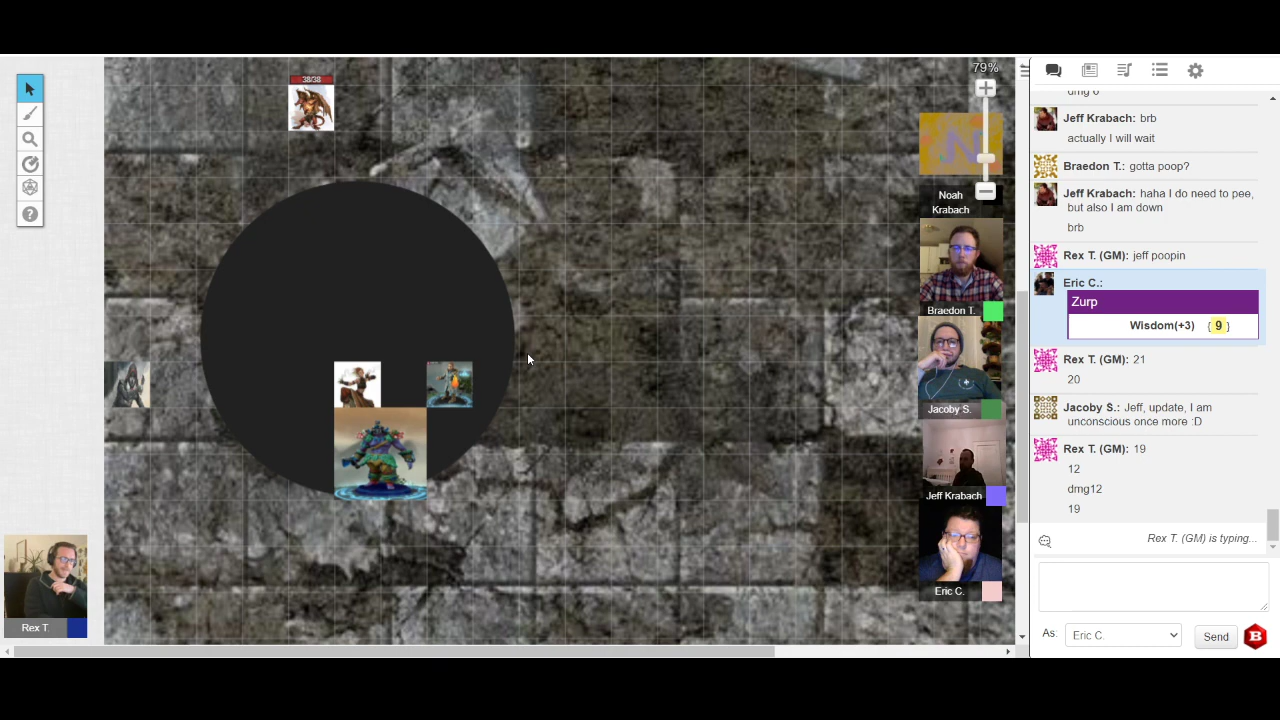 38/38
79%
Noah
Krabach
Braedon T.
Jacoby S.
Jeff Krabach
Eric C.
Rex T.
dmg 6
Jeff Krabach: brb
actually I will wait
Braedon T.: gotta poop?
Jeff Krabach: haha I do need to pee,
but also I am down
brb
Rex T. (GM): jeff poopin
Eric C.:
Zurp
Wisdom(+3) { 9 }
Rex T. (GM): 21
20
Jacoby S.: Jeff, update, I am
unconscious once more :D
Rex T. (GM): 19
12
dmg12
19
Rex T. (GM) is typing...
As: Eric C.
Send